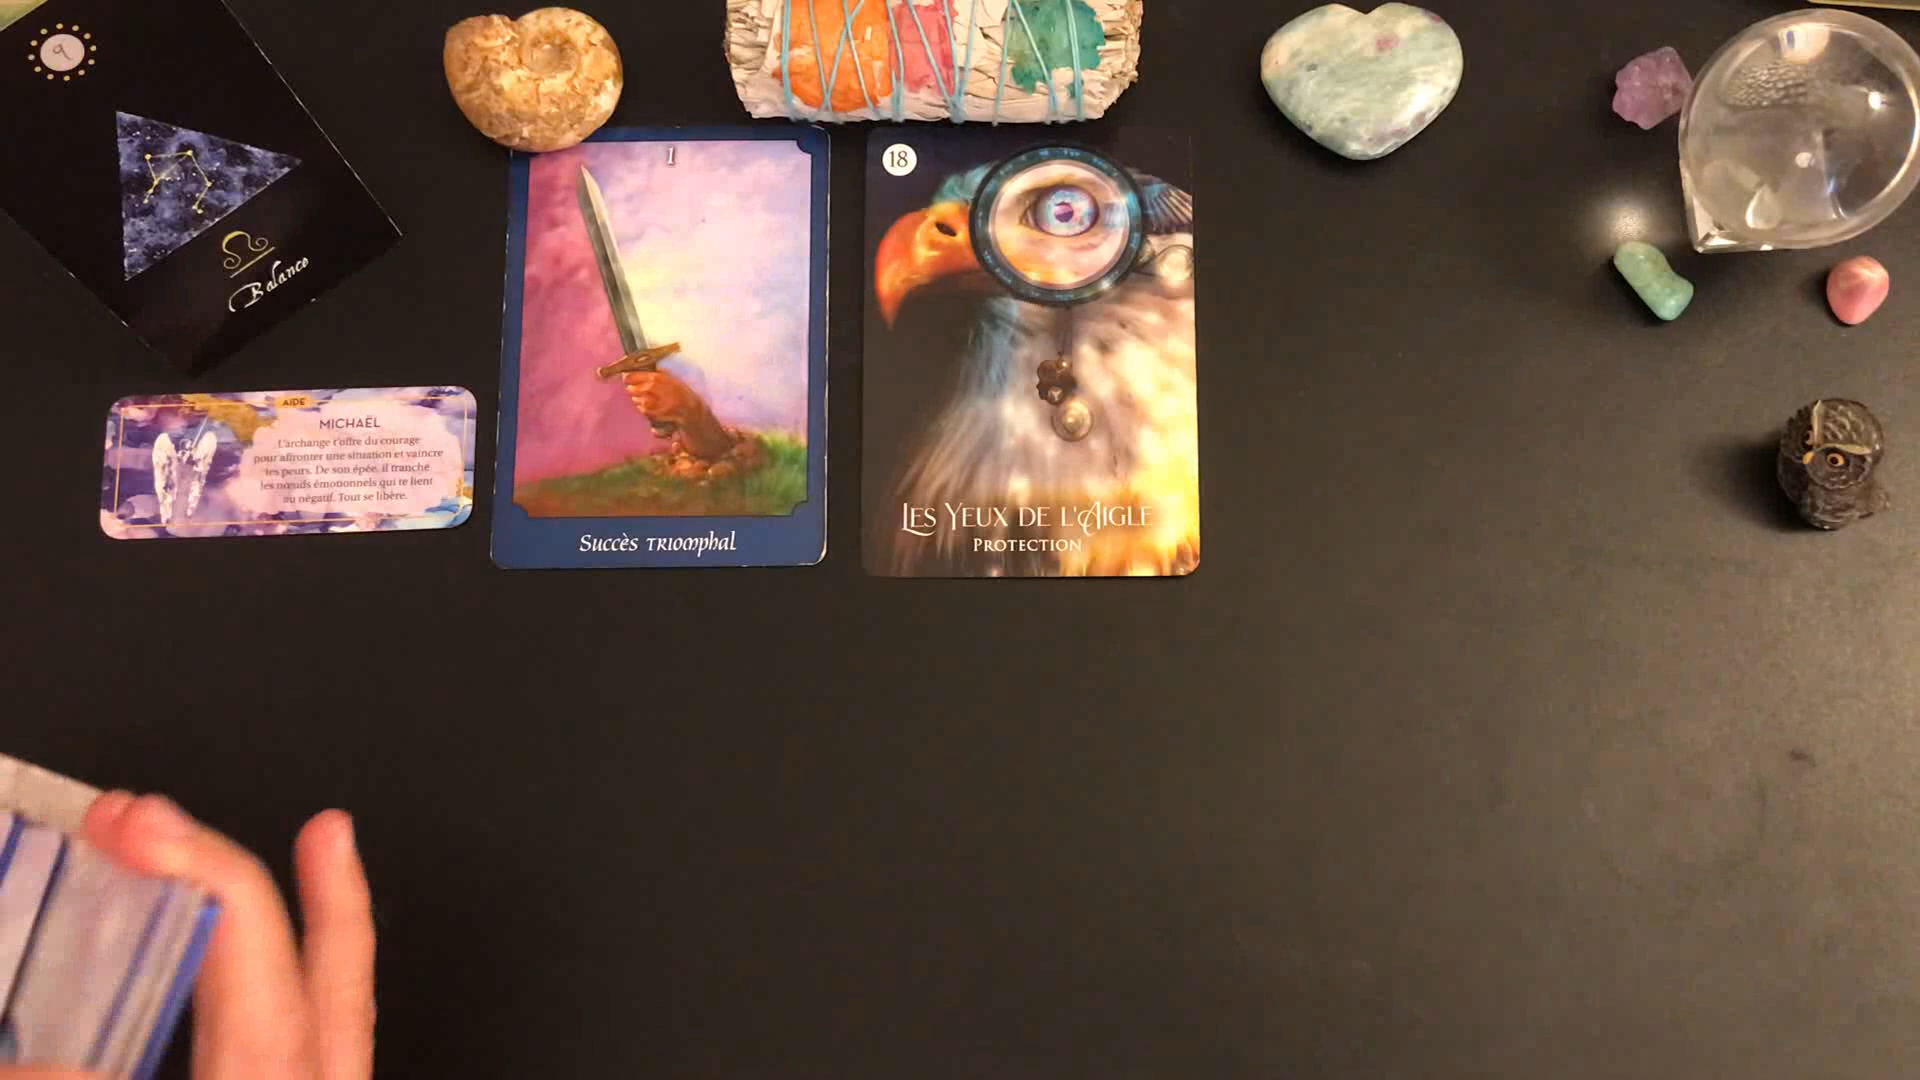 9
Balance
AIDE
MICHAËL
L'archange t'offre du courage
pour affronter une situation et vaincre
tes peurs. De son épée, il tranche
les nœuds émotionnels qui te lient
au négatif. Tout se libère.
1
Succès triomphal
18
Les Yeux de l'Aigle
Protection